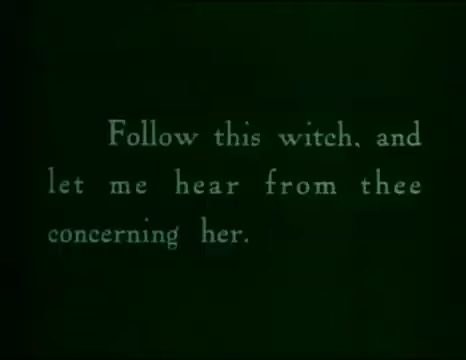 Follow this witch, and
let me hear from thee
concerning her.